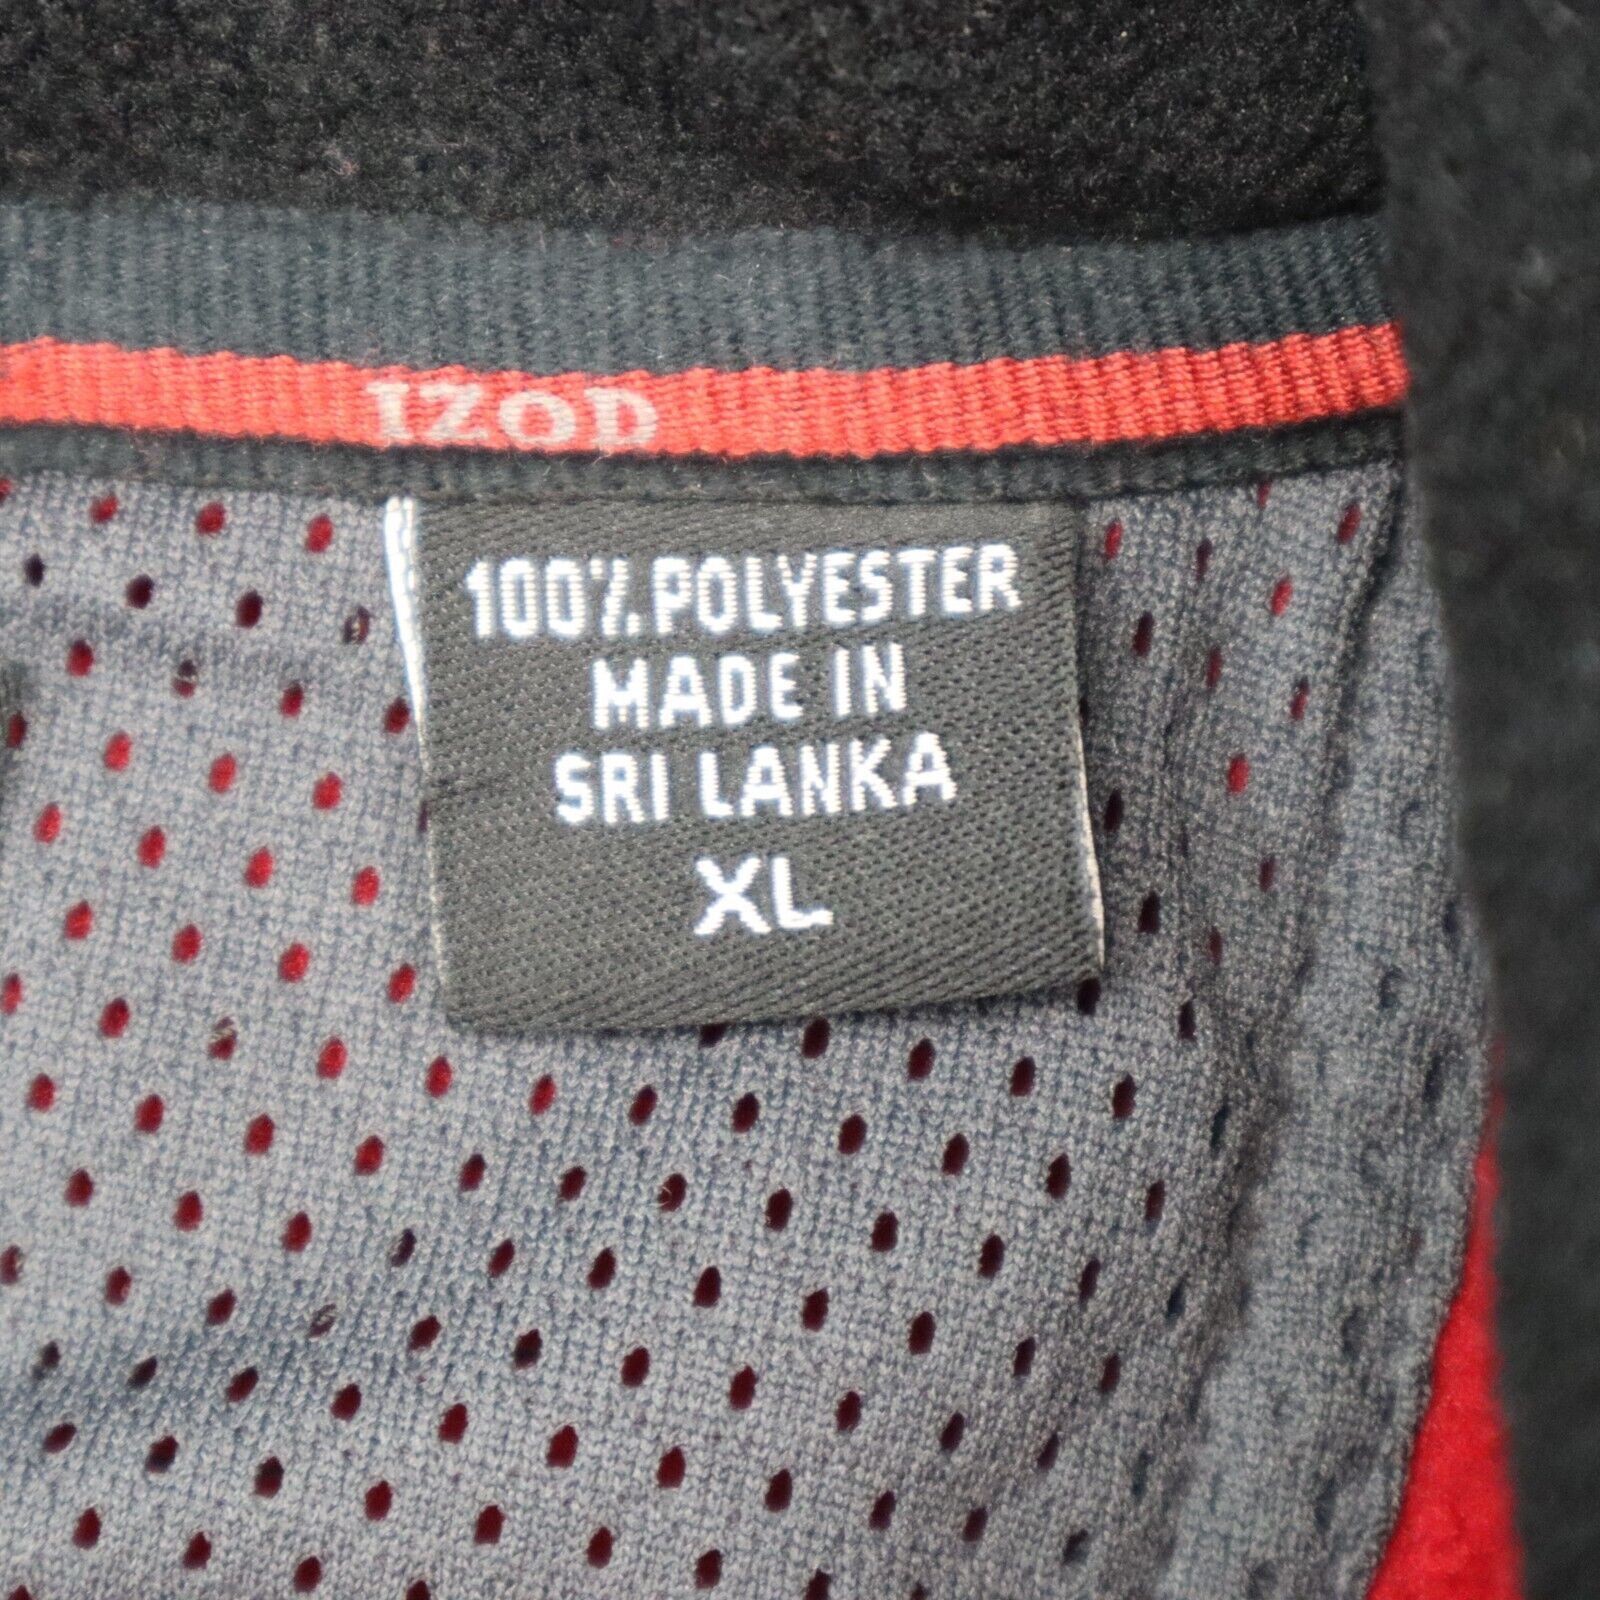 IZOD
100% POLYESTER
MADE IN
SRI LANKA
XL